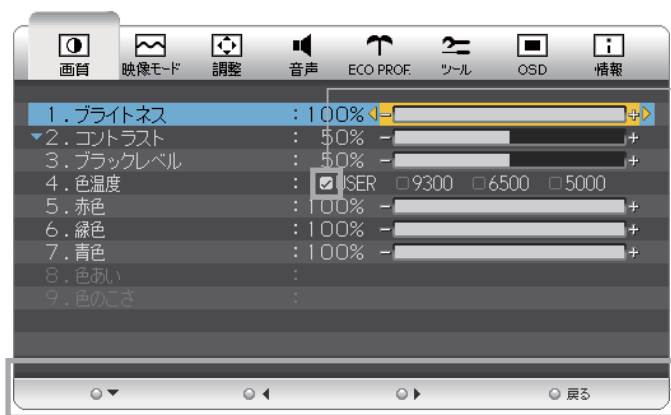 画質 映像モード 調整 音声 ECO PROF. ツール OSD 情報
1.ブライトネス :100% - +
2.コントラスト : 50% - +
3.ブラックレベル : 50% - +
4.色温度 : USER 9300 6500 5000
5.赤色 :100% - +
6.緑色 :100% - +
7.青色 :100% - +
8.色あい :
9.色のこさ :
戻る